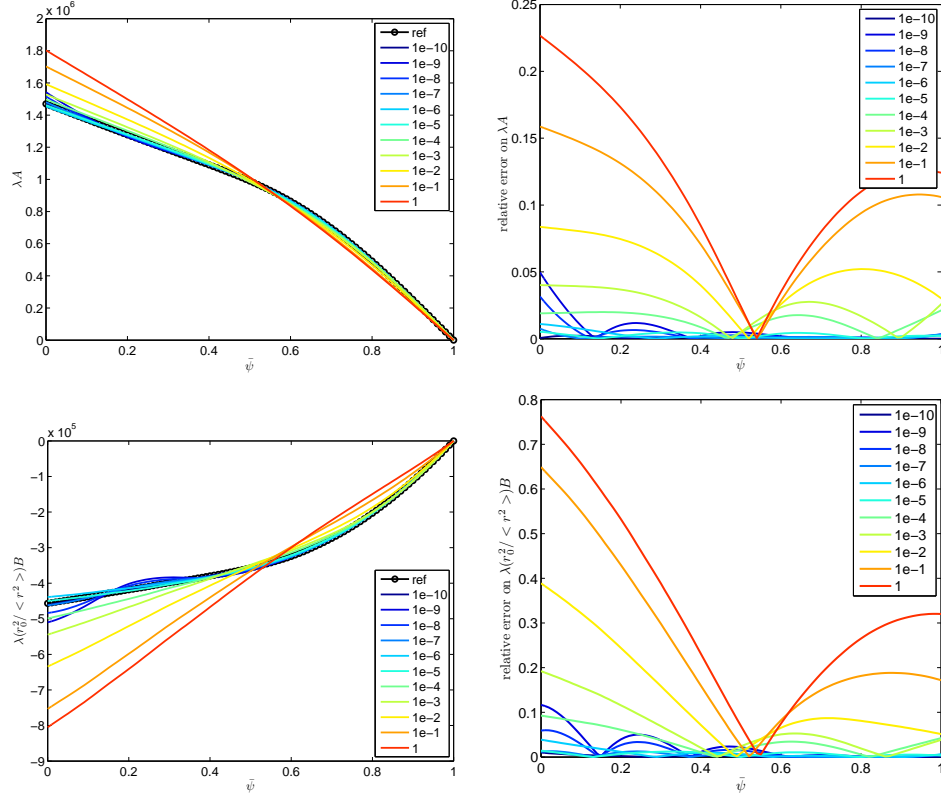 x 10^6
2
1.8
1.6
1.4
1.2
1
0.8
0.6
0.4
0.2
0
λA
0 0.2 0.4 0.6 0.8 1
ψ̄
ref
1e−10
1e−9
1e−8
1e−7
1e−6
1e−5
1e−4
1e−3
1e−2
1e−1
1
0.25
0.2
0.15
0.1
0.05
0
relative error on λA
0 0.2 0.4 0.6 0.8 1
ψ̄
1e−10
1e−9
1e−8
1e−7
1e−6
1e−5
1e−4
1e−3
1e−2
1e−1
1
x 10^5
0
−1
−2
−3
−4
−5
−6
−7
−8
−9
λ(r_0^2/ < r^2 >)B
0 0.2 0.4 0.6 0.8 1
ψ̄
ref
1e−10
1e−9
1e−8
1e−7
1e−6
1e−5
1e−4
1e−3
1e−2
1e−1
1
0.8
0.7
0.6
0.5
0.4
0.3
0.2
0.1
0
relative error on λ(r_0^2/ < r^2 >)B
0 0.2 0.4 0.6 0.8 1
ψ̄
1e−10
1e−9
1e−8
1e−7
1e−6
1e−5
1e−4
1e−3
1e−2
1e−1
1